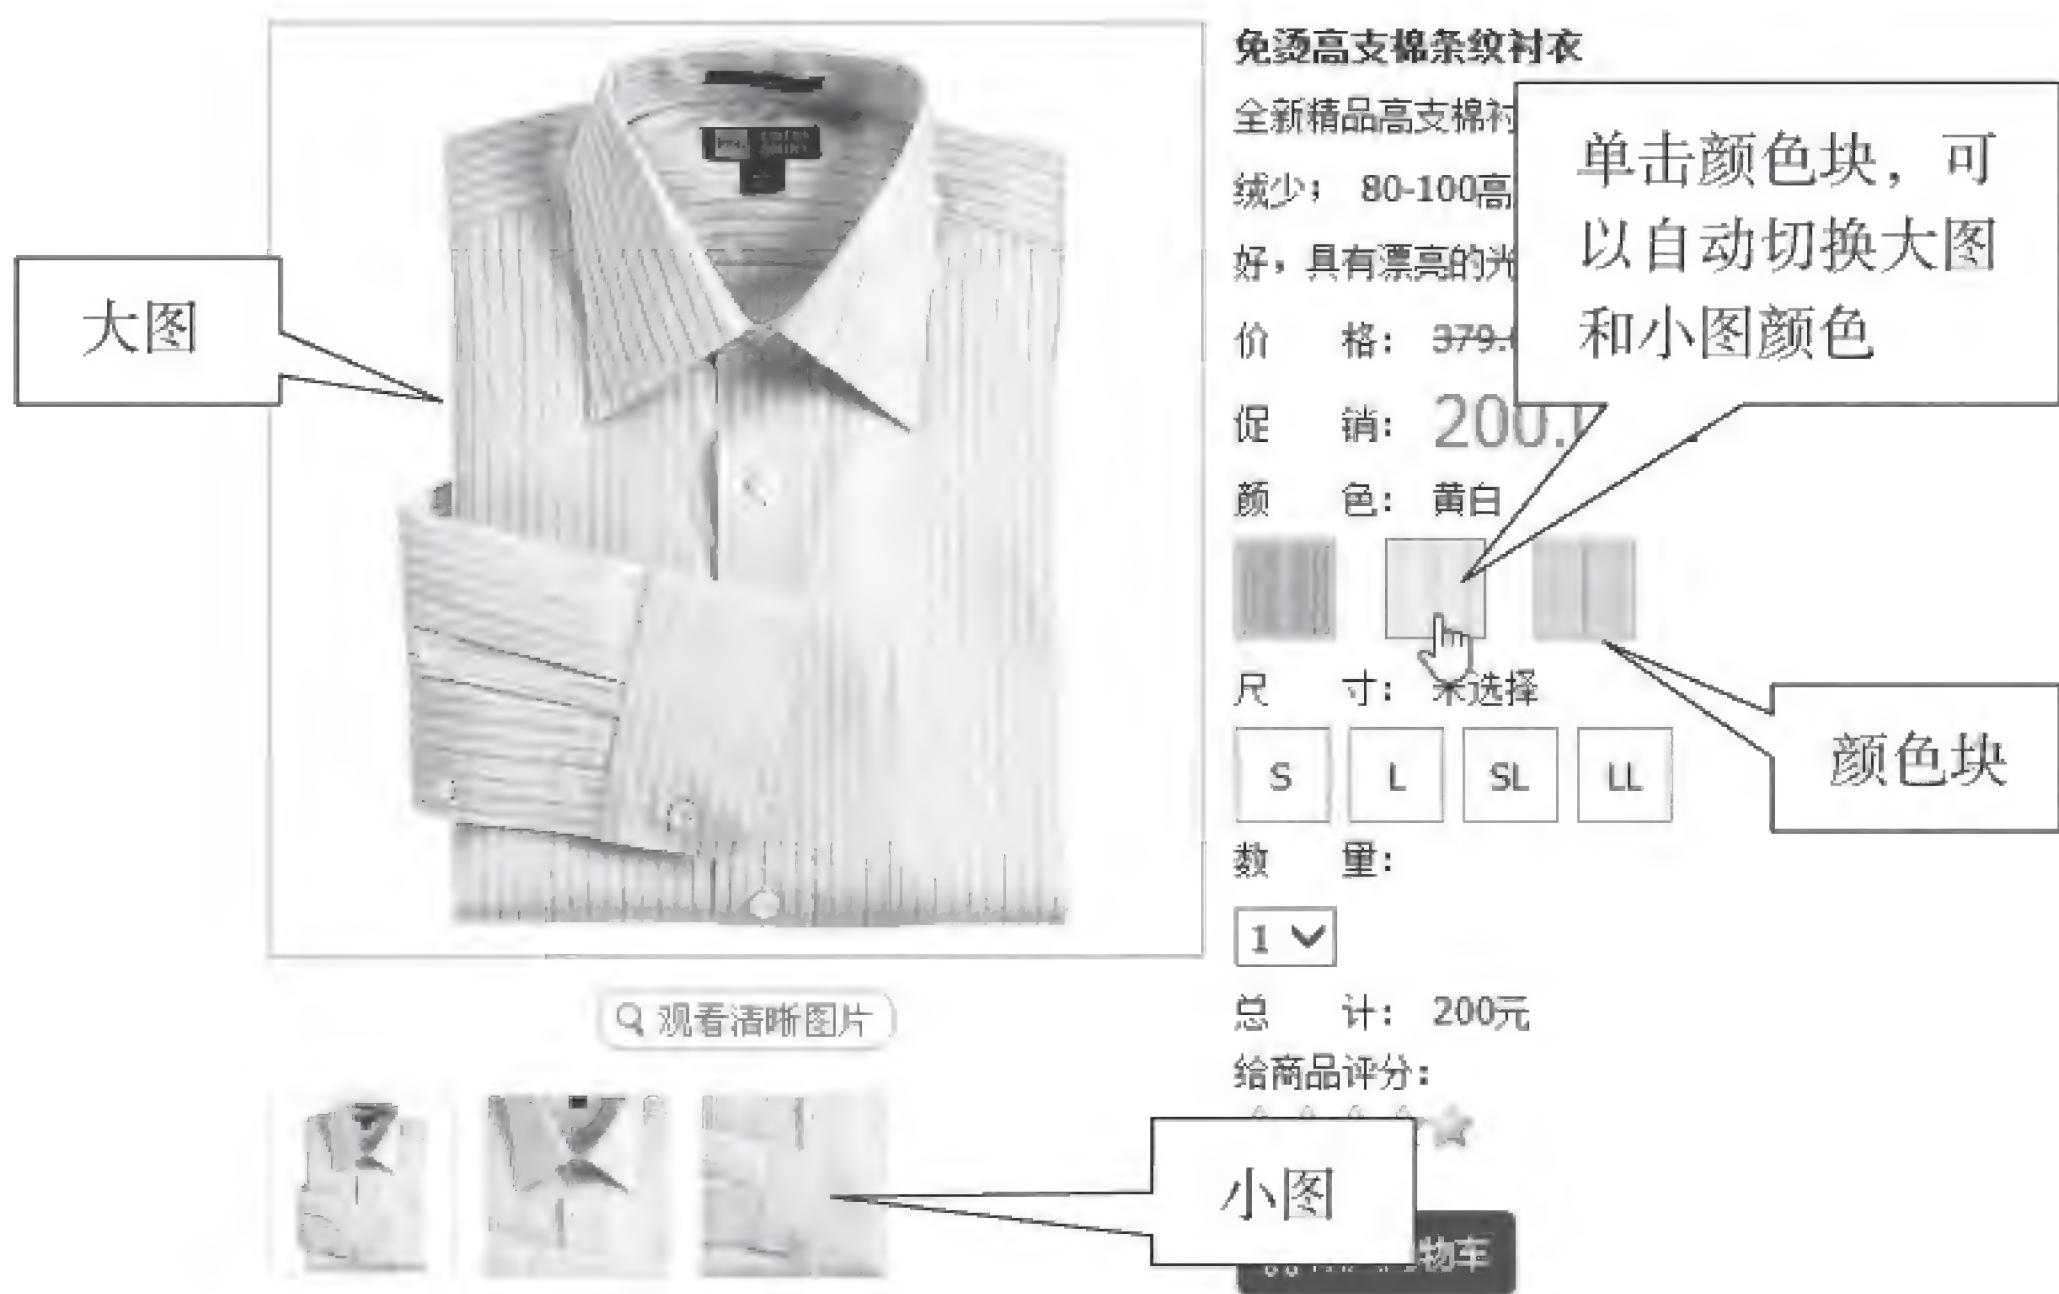 免烫高支棉条纹衬衣
全新精品高支棉衬
绒少； 80-100高
好，具有漂亮的光
价 格： 379.
促 销： 200.
颜 色： 黄白
尺 寸： 未选择
S L SL LL
数 量：
1
总 计： 200元
给商品评分：
物车
单击颜色块，可
以自动切换大图
和小图颜色
大图
颜色块
观看清晰图片
小图